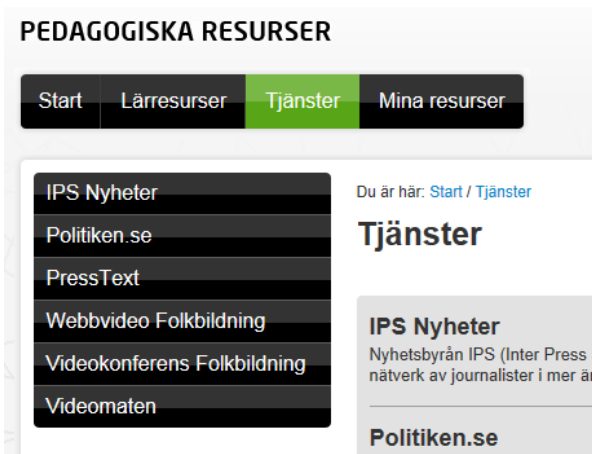 PEDAGOGISKA RESURSER
Start Lärresurser Tjänster Mina resurser
IPS Nyheter
Politiken.se
PressText
Webbvideo Folkbildning
Videokonferens Folkbildning
Videomaten
Du är här: Start / Tjänster
Tjänster
IPS Nyheter
Nyhetsbyrån IPS (Inter Press
nätverk av journalister i mer
Politiken.se